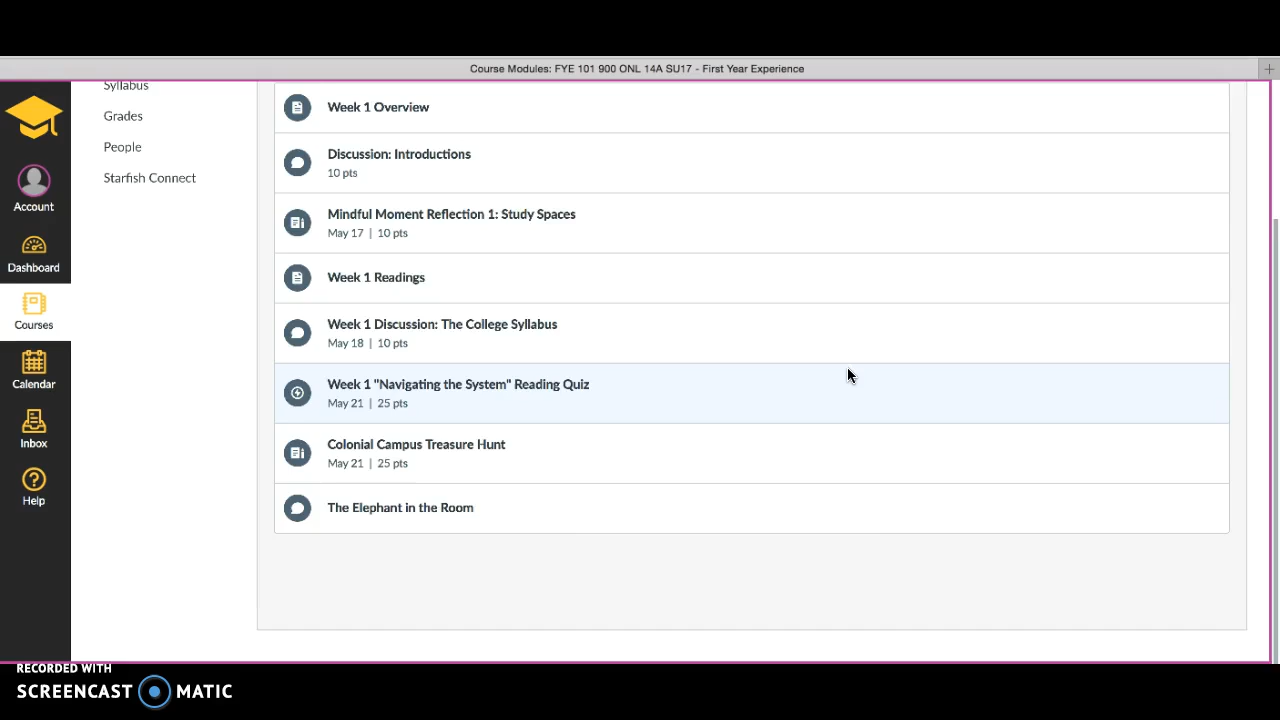 Course Modules: FYE 101 900 ONL 14A SU17 - First Year Experience
Syllabus
Grades
People
Starfish Connect
Account
Dashboard
Courses
Calendar
Inbox
Help
Week 1 Overview
Discussion: Introductions
10 pts
Mindful Moment Reflection 1: Study Spaces
May 17 | 10 pts
Week 1 Readings
Week 1 Discussion: The College Syllabus
May 18 | 10 pts
Week 1 "Navigating the System" Reading Quiz
May 21 | 25 pts
Colonial Campus Treasure Hunt
May 21 | 25 pts
The Elephant in the Room
RECORDED WITH
SCREENCAST MATIC